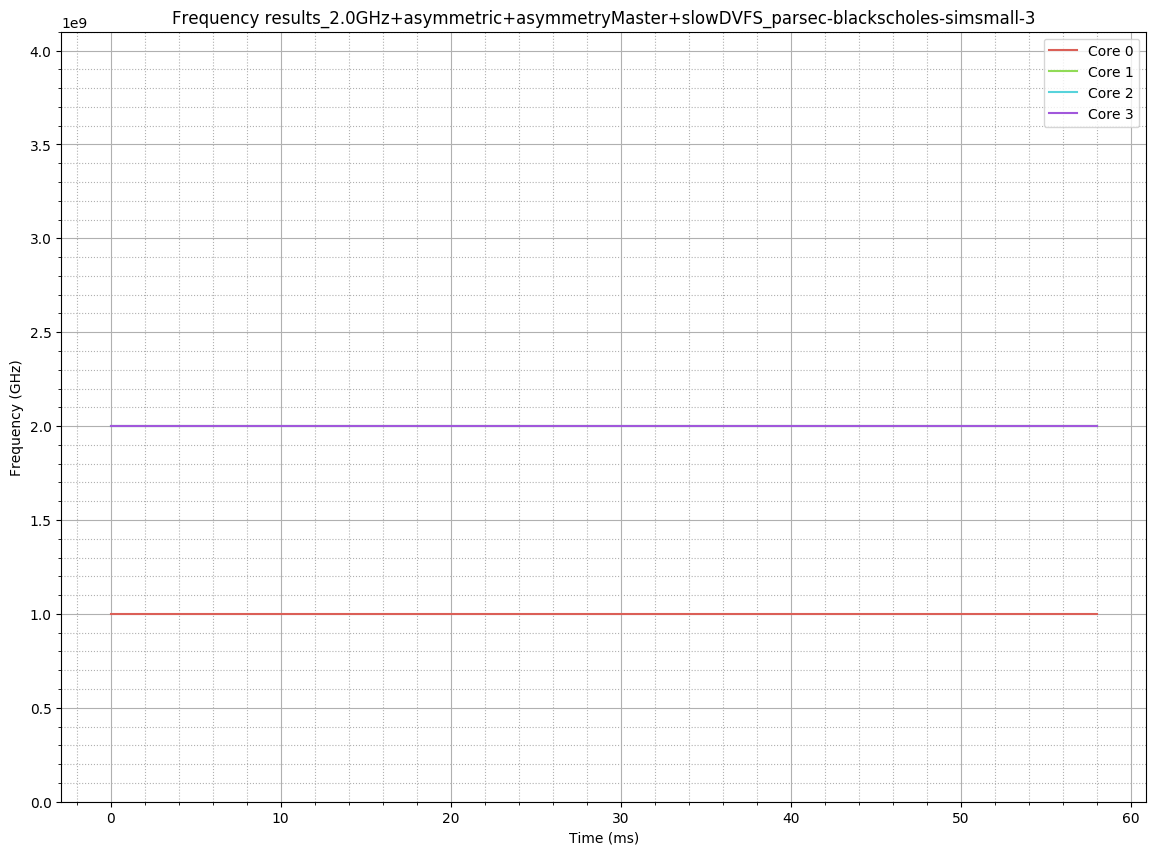 Frequency results_2.0GHz+asymmetric+asymmetryMaster+slowDVFS_parsec-blackscholes-simsmall-3
1e9
Core 0
Core 1
Core 2
Core 3
4.0
3.5
3.0
2.5
2.0
1.5
1.0
0.5
0.0
Frequency (GHz)
0 10 20 30 40 50 60
Time (ms)